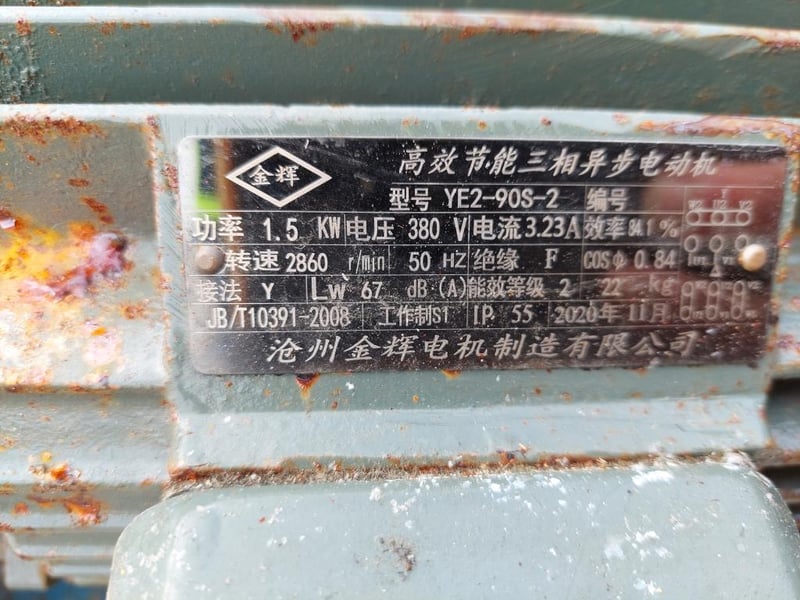 金辉
高效节能三相异步电动机
型号 YE2-90S-2 编号
功率 1.5 KW 电压 380 V 电流 3.23A 效率 84.1 %
转速 2860 r/min 50 HZ 绝缘 F COSΦ 0.84
接法 Y Lw 67 dB (A) 能效等级 2 22 kg
JB/T10391-2008 工作制S1 IP 55 2020年11月
沧州金辉电机制造有限公司